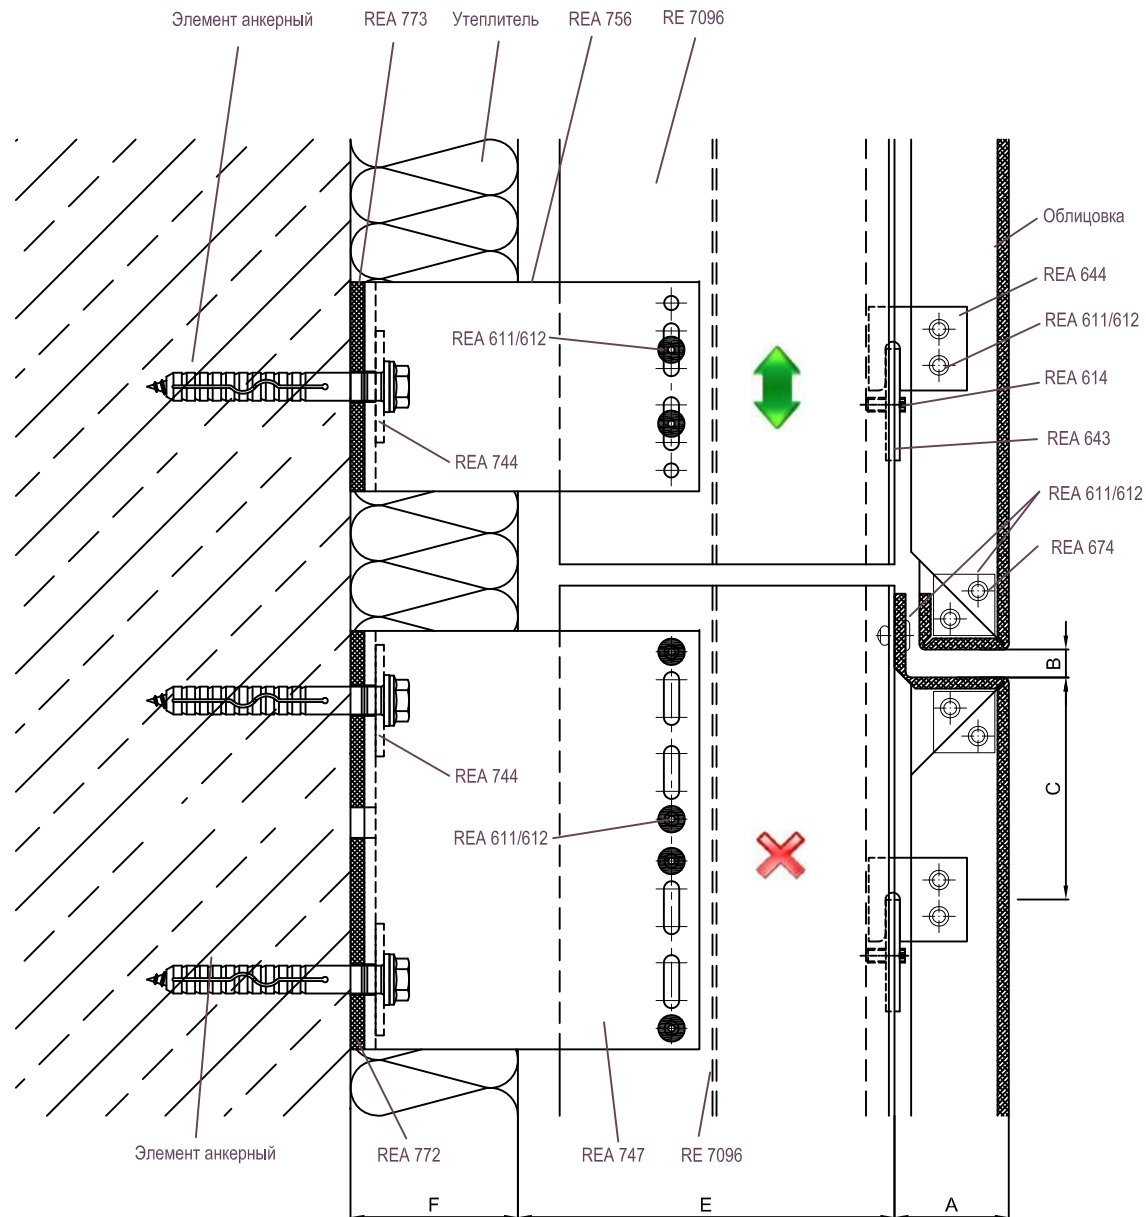 Элемент анкерный
REA 773
Утеплитель
REA 756
RE 7096
Облицовка
REA 644
REA 611/612
REA 611/612
REA 614
REA 643
REA 744
REA 611/612
REA 674
B
REA 744
C
REA 611/612
Элемент анкерный
REA 772
REA 747
RE 7096
F
E
A